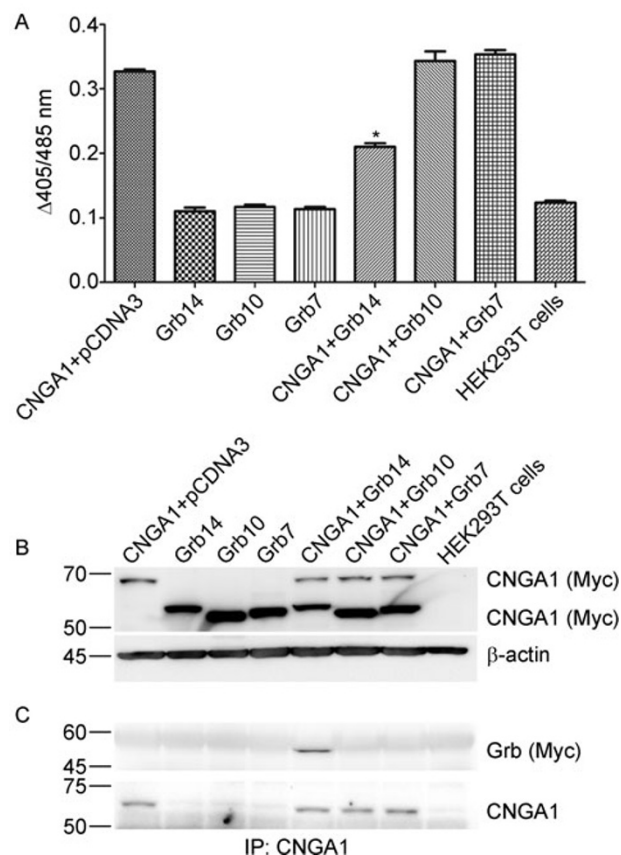 A
Δ405/485 nm
0.4
0.3
0.2
0.1
0.0
*
CNGA1+pCDNA3
Grb14
Grb10
Grb7
CNGA1+Grb14
CNGA1+Grb10
CNGA1+Grb7
HEK293T cells
CNGA1+pCDNA3
Grb14
Grb10
Grb7
CNGA1+Grb14
CNGA1+Grb10
CNGA1+Grb7
HEK293T cells
B
70
CNGA1 (Myc)
50
CNGA1 (Myc)
45
β-actin
C
60
45
Grb (Myc)
75
50
CNGA1
IP: CNGA1